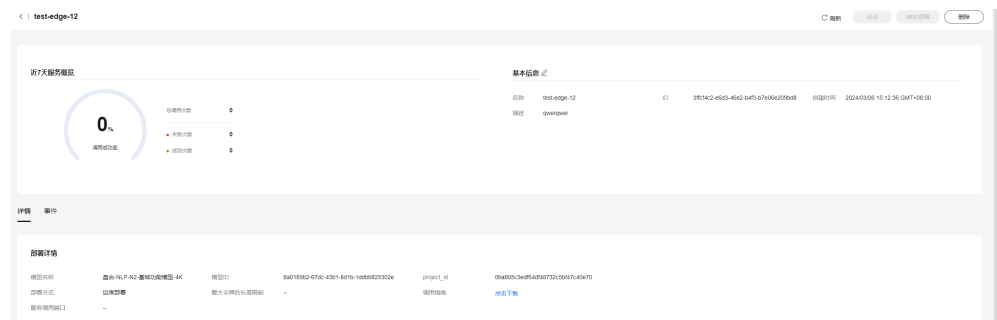 test-edge-12
刷新 启动 修改部署 删除
近7天服务概览
总调用次数 0
0%
调用成功率
失败次数 0
成功次数 0
基本信息
名称 test-edge-12 ID 创建时间 2024/03/06 15:12:36 GMT+08:00
描述 qwerqwer
详情 事件
部署详情
模型名称 盘古-NLP-N2-基础功能模型-4K 模型ID 8a0189b2-67dc-43b1-8d1b-1ddbb825302e project_id 0ba805c3edf64df48732c5bf47c40e70
部署方式 边缘部署 最大令牌的长度限制 -- 调用指南 点击下载
服务调用端口 --